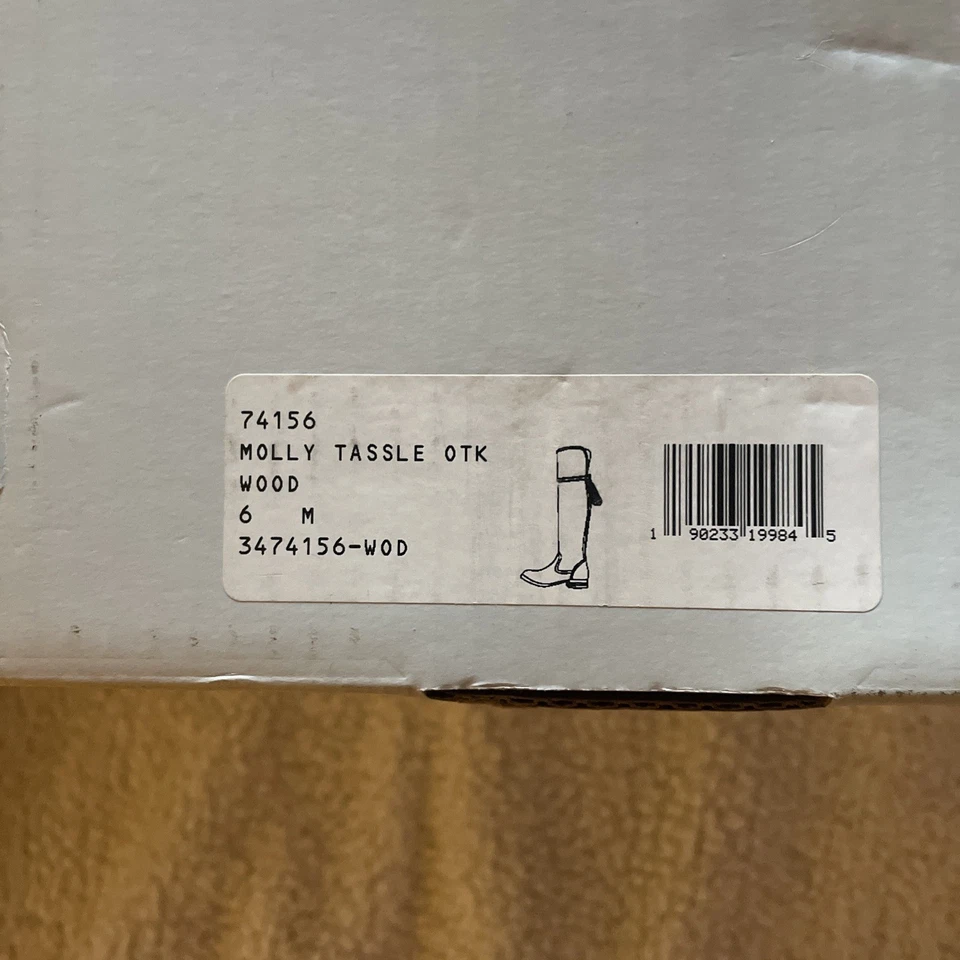 74156
MOLLY TASSLE OTK
WOOD
6 M
3474156-WOD
1 90233 19984 5